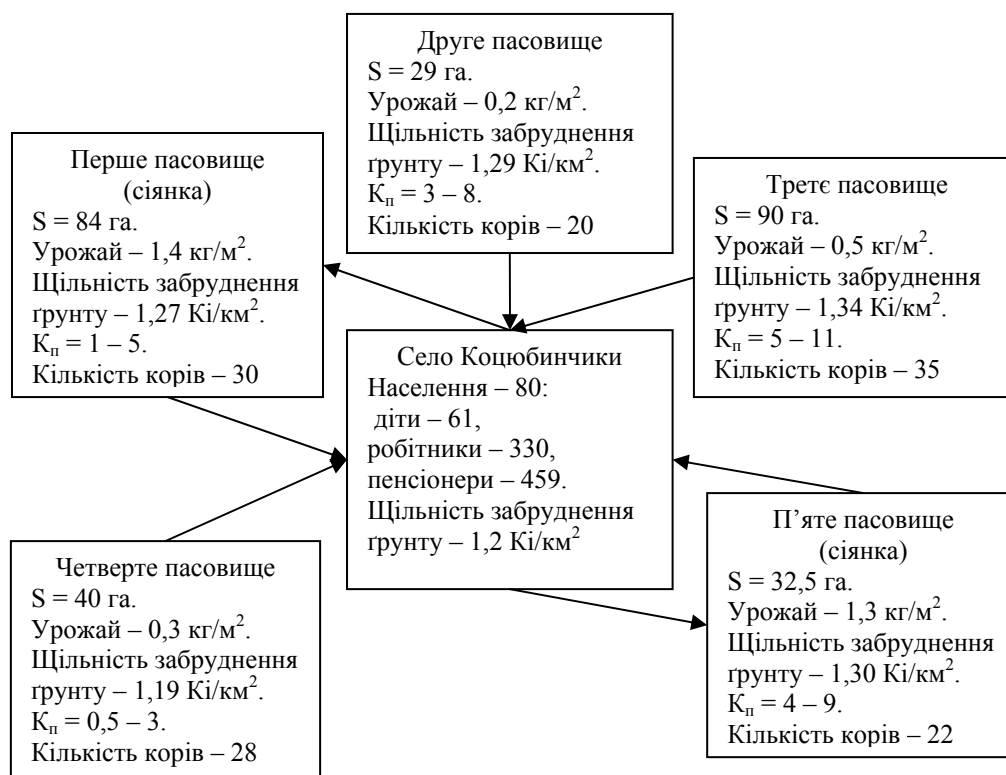 Друге пасовище
S = 29 га.
Урожай – 0,2 кг/м².
Щільність забруднення
ґрунту – 1,29 Кі/км².
Кп = 3 – 8.
Кількість корів – 20
Перше пасовище
(сіянка)
S = 84 га.
Урожай – 1,4 кг/м².
Щільність забруднення
ґрунту – 1,27 Кі/км².
Кп = 1 – 5.
Кількість корів – 30
Третє пасовище
S = 90 га.
Урожай – 0,5 кг/м².
Щільність забруднення
ґрунту – 1,34 Кі/км².
Кп = 5 – 11.
Кількість корів – 35
Село Коцюбинчики
Населення – 80:
діти – 61,
робітники – 330,
пенсіонери – 459.
Щільність забруднення
ґрунту – 1,2 Кі/км²
Четверте пасовище
S = 40 га.
Урожай – 0,3 кг/м².
Щільність забруднення
ґрунту – 1,19 Кі/км².
Кп = 0,5 – 3.
Кількість корів – 28
П’яте пасовище
(сіянка)
S = 32,5 га.
Урожай – 1,3 кг/м².
Щільність забруднення
ґрунту – 1,30 Кі/км².
Кп = 4 – 9.
Кількість корів – 22